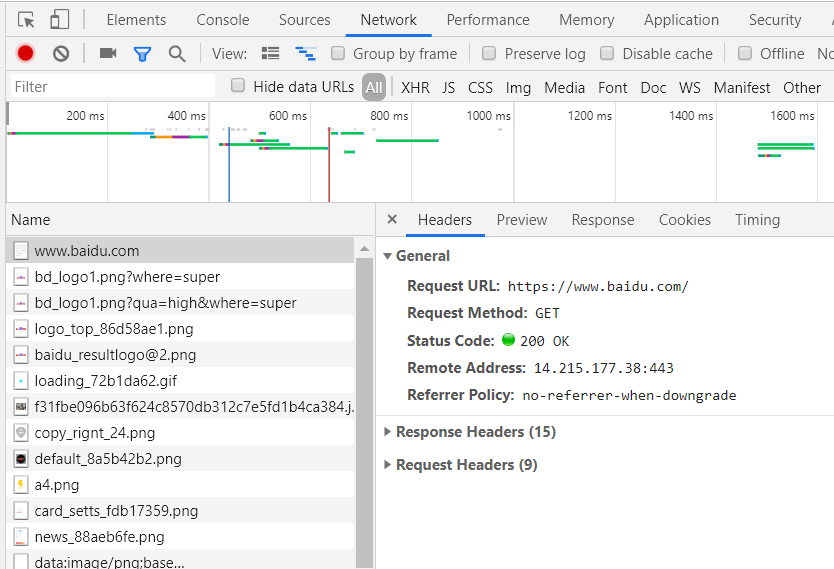 Elements Console Sources Network Performance Memory Application Security
View: Group by frame Preserve log Disable cache Offline No
Filter Hide data URLs All XHR JS CSS Img Media Font Doc WS Manifest Other
200 ms 400 ms 600 ms 800 ms 1000 ms 1200 ms 1400 ms 1600 ms
Name
www.baidu.com
bd_logo1.png?where=super
bd_logo1.png?qua=high&where=super
logo_top_86d58ae1.png
baidu_resultlogo@2.png
loading_72b1da62.gif
f31fbe096b63f624c8570db312c7e5fd1b4ca384.j…
copy_rignt_24.png
default_8a5b42b2.png
a4.png
card_setts_fdb17359.png
news_88aeb6fe.png
data:image/png;base…
× Headers Preview Response Cookies Timing
General
Request URL: https://www.baidu.com/
Request Method: GET
Status Code: 200 OK
Remote Address: 14.215.177.38:443
Referrer Policy: no-referrer-when-downgrade
Response Headers (15)
Request Headers (9)